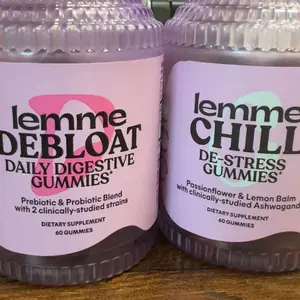 lemme
DEBLOAT
DAILY DIGESTIVE
GUMMIES*
Prebiotic & Probiotic Blend
with 2 clinically-studied strains
DIETARY SUPPLEMENT
60 GUMMIES
lemme
CHILL
DE-STRESS
GUMMIES*
Passionflower & Lemon Balm
with clinically-studied Ashwagand
DIETARY SUPPLEMENT
60 GUMMIES